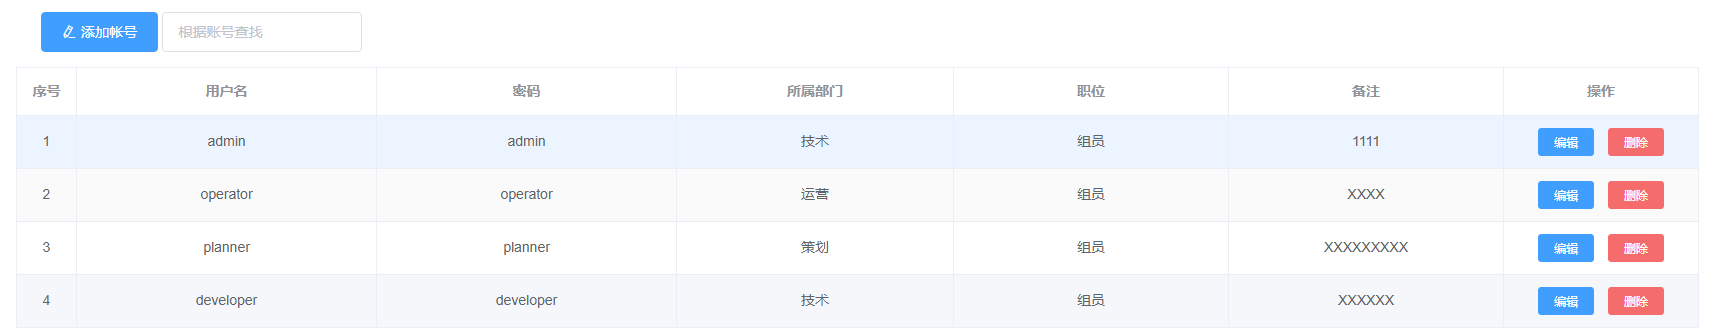 添加帐号 根据账号查找
序号 用户名 密码 所属部门 职位 备注 操作
1 admin admin 技术 组员 1111 编辑 删除
2 operator operator 运营 组员 XXXX 编辑 删除
3 planner planner 策划 组员 XXXXXXXXX 编辑 删除
4 developer developer 技术 组员 XXXXXX 编辑 删除